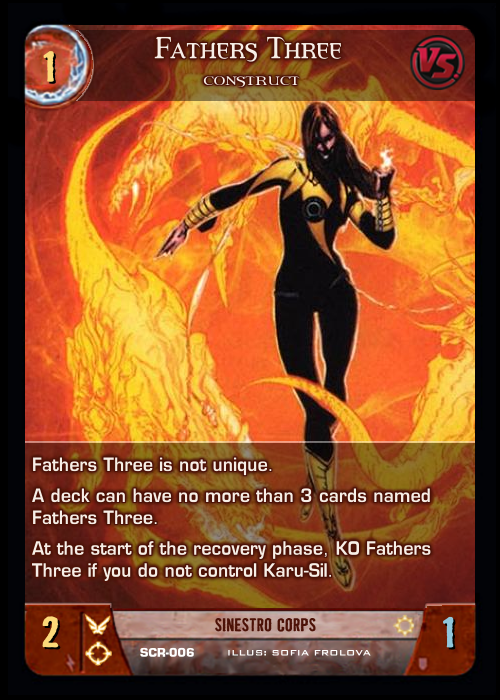 1
Fathers Three
VS
Construct
Fathers Three is not unique.
A deck can have no more than 3 cards named
Fathers Three.
At the start of the recovery phase, KO Fathers
Three if you do not control Karu-Sil.
2
SINESTRO CORPS
1
SCR-006 ILLUS: SOFIA FROLOVA